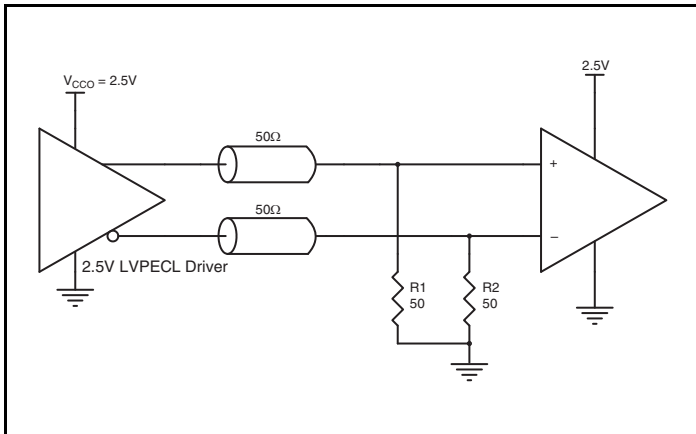 V_CCO = 2.5V
2.5V
50Ω
50Ω
+
–
2.5V LVPECL Driver
R1
50
R2
50